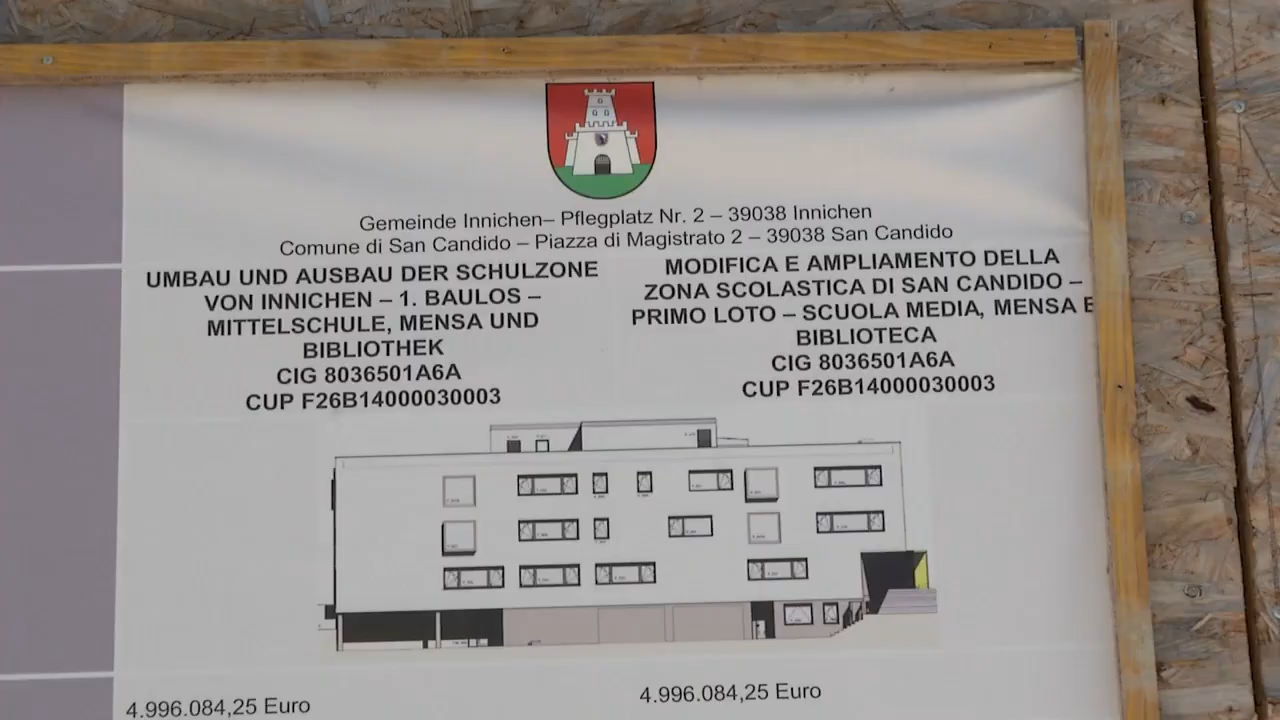 Gemeinde Innichen– Pflegplatz Nr. 2 – 39038 Innichen
Comune di San Candido – Piazza di Magistrato 2 – 39038 San Candido
UMBAU UND AUSBAU DER SCHULZONE
VON INNICHEN – 1. BAULOS –
MITTELSCHULE, MENSA UND
BIBLIOTHEK
CIG 8036501A6A
CUP F26B14000030003
MODIFICA E AMPLIAMENTO DELLA
ZONA SCOLASTICA DI SAN CANDIDO –
PRIMO LOTO – SCUOLA MEDIA, MENSA E
BIBLIOTECA
CIG 8036501A6A
CUP F26B14000030003
4.996.084,25 Euro
4.996.084,25 Euro